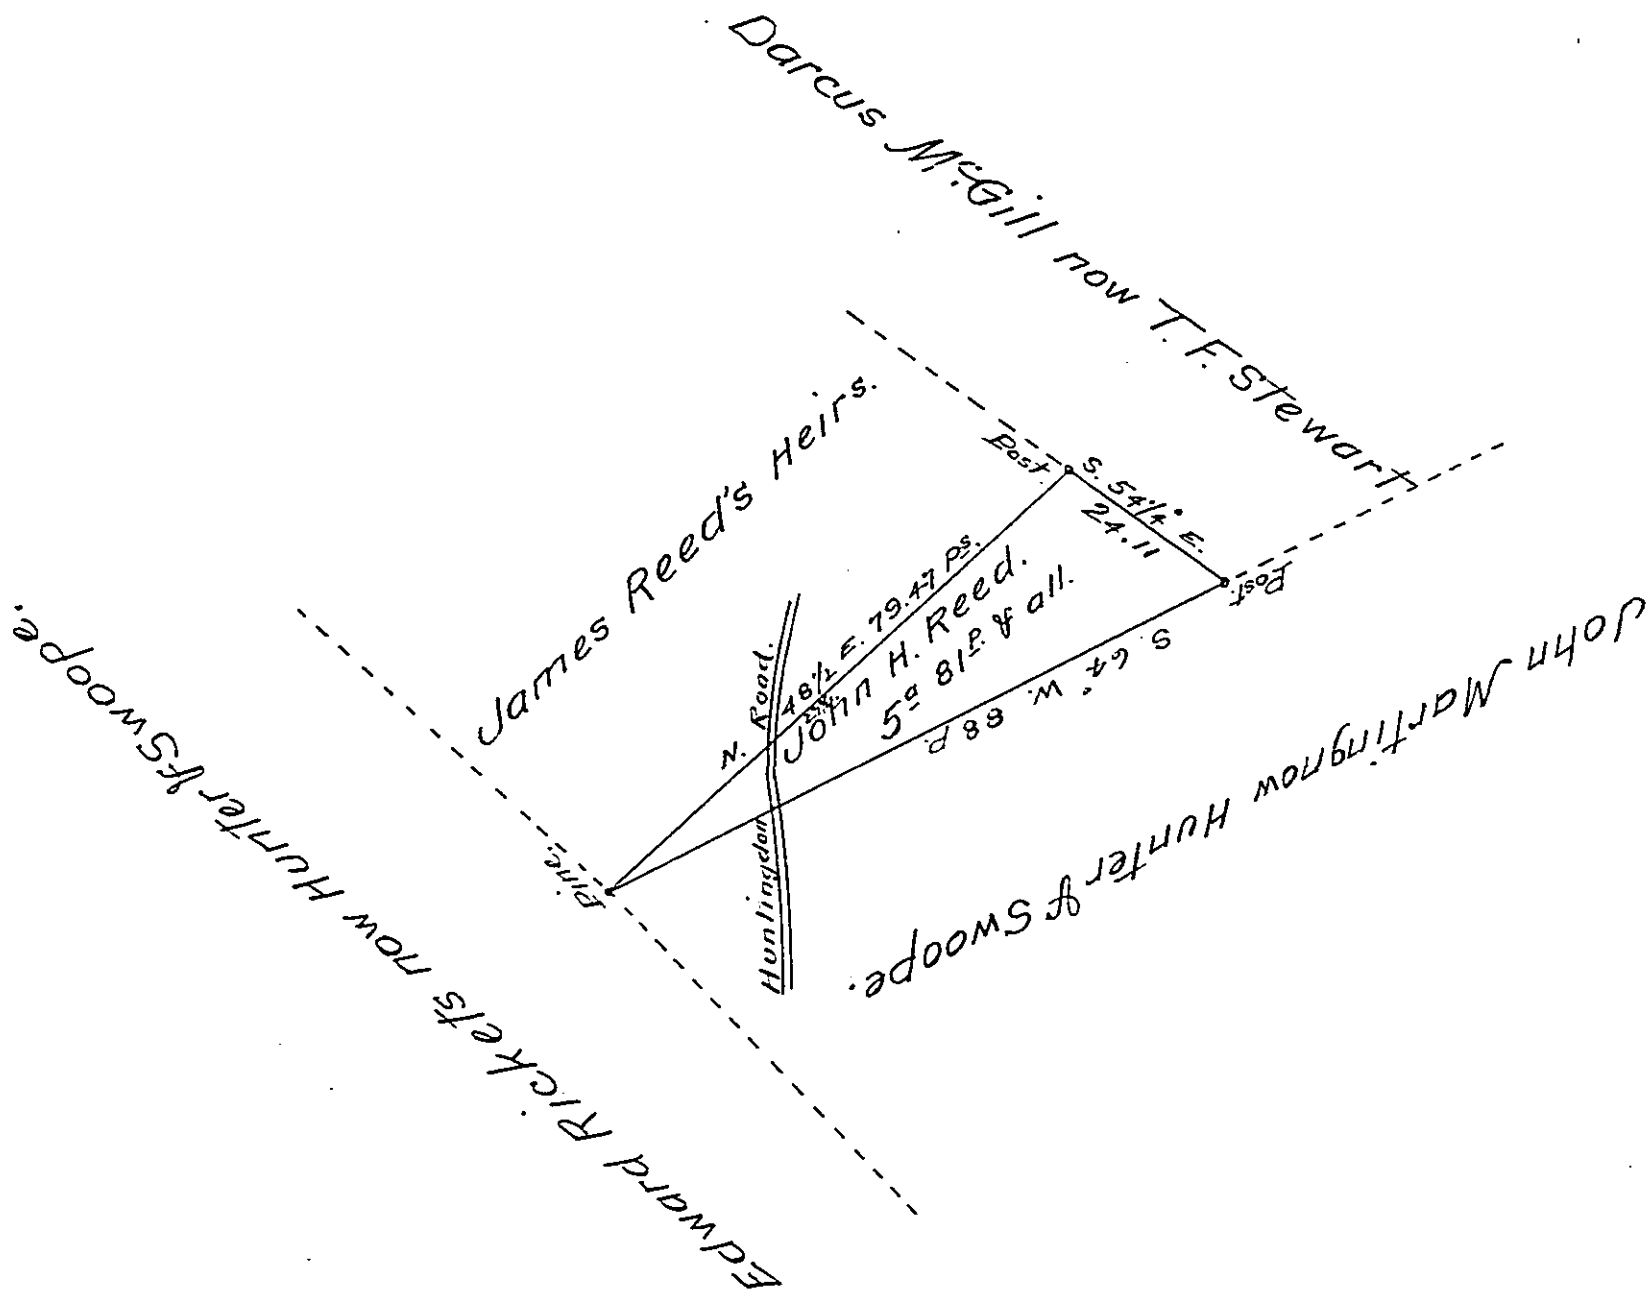 Darcus McGill now T. F. Stewart
James Reed's Heirs.
Post.
S. 54¼° E.
24.11
Post.
N. 48½ E. 79.47 Ps.
John H. Reed.
5a 81p. & all.
S. 64° W. 88 P.
Huntingdon Road.
Pine.
John Martin now Hunter & Swoope.
Edward Rickets now Hunter & Swoope.